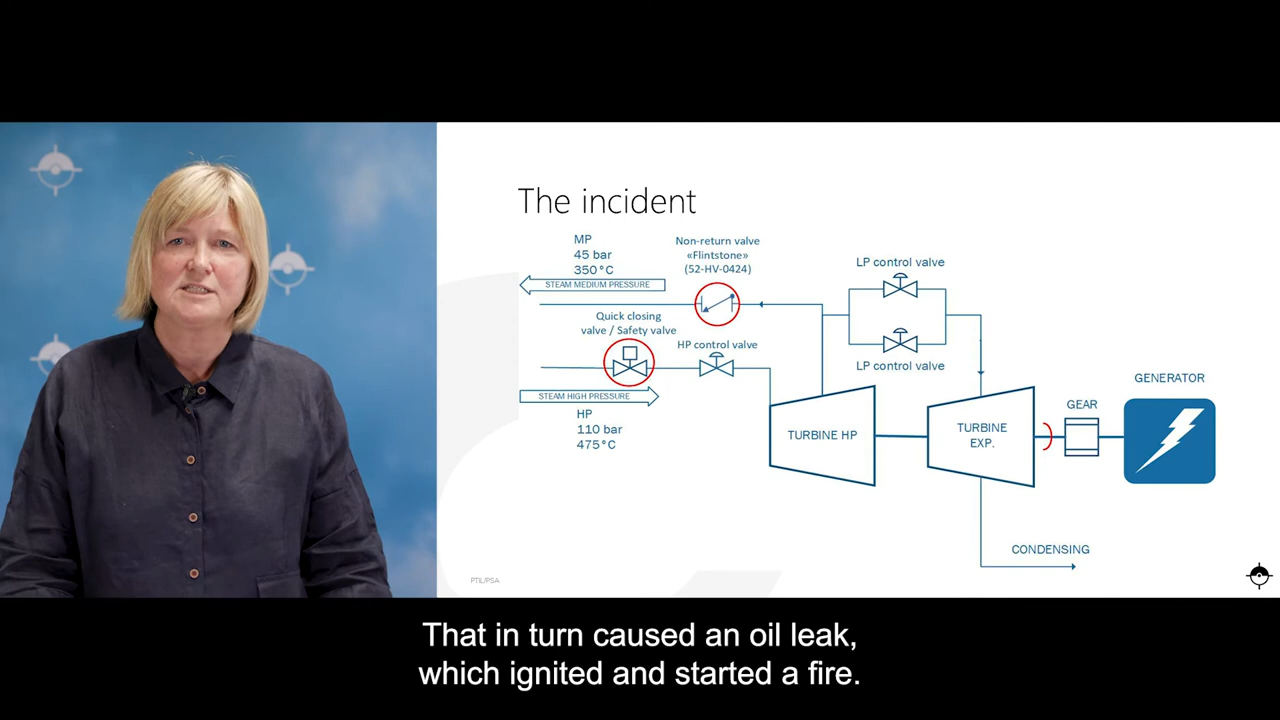 The incident
MP
45 bar
350°C
STEAM MEDIUM PRESSURE
Non-return valve
«Flintstone»
(52-HV-0424)
LP control valve
Quick closing
valve / Safety valve
HP control valve
LP control valve
STEAM HIGH PRESSURE
HP
110 bar
475°C
TURBINE HP
TURBINE
EXP.
GEAR
GENERATOR
CONDENSING
PTIL/PSA
That in turn caused an oil leak,
which ignited and started a fire.